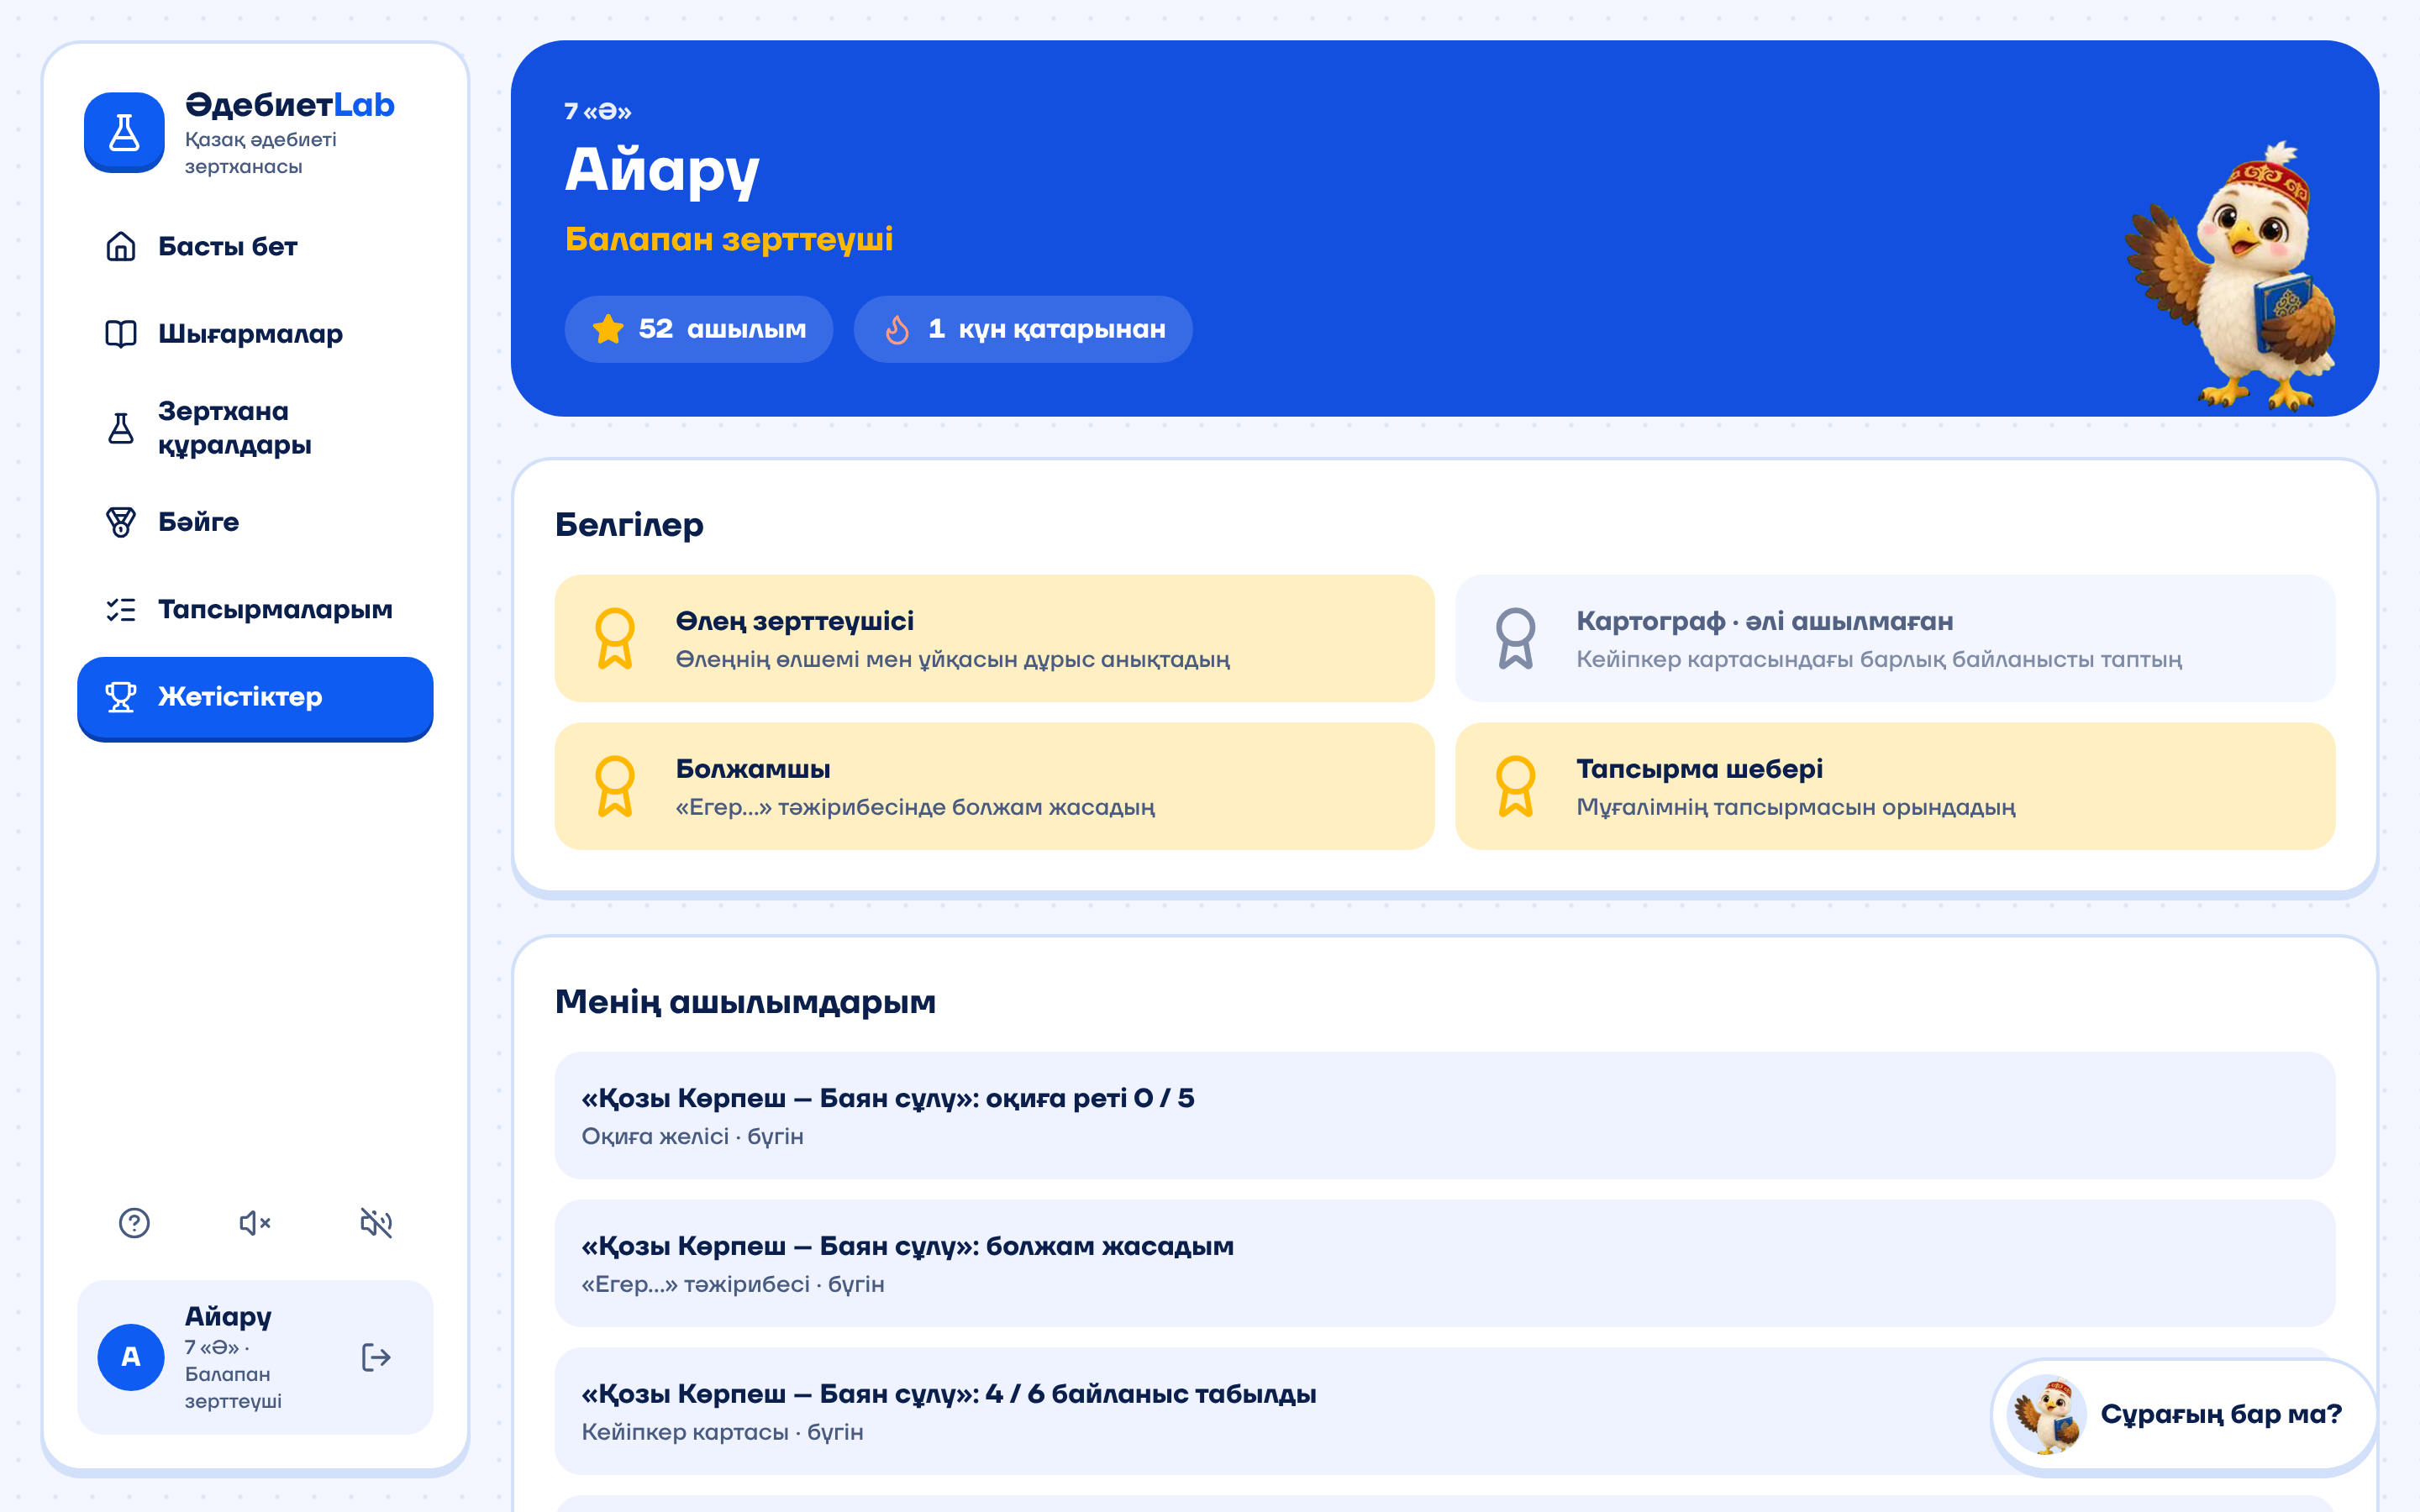 ӘдебиетLab
Қазақ әдебиеті
зертханасы
Басты бет
Шығармалар
Зертхана
құралдары
Бәйге
Тапсырмаларым
Жетістіктер
А
Айару
7 «Ә» ·
Балапан
зерттеуші
7 «Ә»
Айару
Балапан зерттеуші
52 ашылым
1 күн қатарынан
Белгілер
Өлең зерттеушісі
Өлеңнің өлшемі мен ұйқасын дұрыс анықтадың
Картограф · әлі ашылмаған
Кейіпкер картасындағы барлық байланысты таптың
Болжамшы
«Егер...» тәжірибесінде болжам жасадың
Тапсырма шебері
Мұғалімнің тапсырмасын орындадың
Менің ашылымдарым
«Қозы Көрпеш – Баян сұлу»: оқиға реті 0 / 5
Оқиға желісі · бүгін
«Қозы Көрпеш – Баян сұлу»: болжам жасадым
«Егер...» тәжірибесі · бүгін
«Қозы Көрпеш – Баян сұлу»: 4 / 6 байланыс табылды
Кейіпкер картасы · бүгін
Сұрағың бар ма?